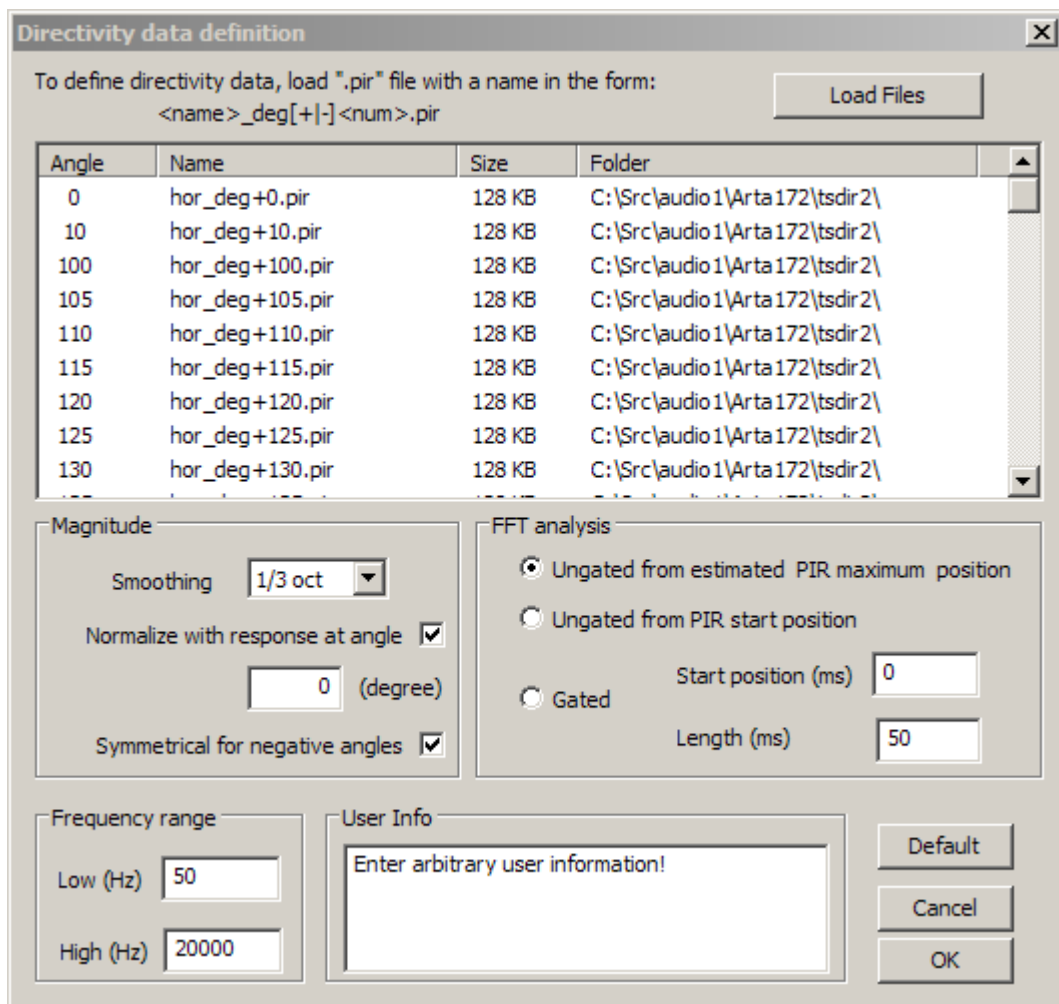 Directivity data definition
To define directivity data, load ".pir" file with a name in the form:
<name>_deg[+|-]<num>.pir
Load Files
Angle Name Size Folder
0 hor_deg+0.pir 128 KB C:\Src\audio1\Arta172\tsdir2\
10 hor_deg+10.pir 128 KB C:\Src\audio1\Arta172\tsdir2\
100 hor_deg+100.pir 128 KB C:\Src\audio1\Arta172\tsdir2\
105 hor_deg+105.pir 128 KB C:\Src\audio1\Arta172\tsdir2\
110 hor_deg+110.pir 128 KB C:\Src\audio1\Arta172\tsdir2\
115 hor_deg+115.pir 128 KB C:\Src\audio1\Arta172\tsdir2\
120 hor_deg+120.pir 128 KB C:\Src\audio1\Arta172\tsdir2\
125 hor_deg+125.pir 128 KB C:\Src\audio1\Arta172\tsdir2\
130 hor_deg+130.pir 128 KB C:\Src\audio1\Arta172\tsdir2\
Magnitude
Smoothing 1/3 oct
Normalize with response at angle
0 (degree)
Symmetrical for negative angles
FFT analysis
Ungated from estimated PIR maximum position
Ungated from PIR start position
Gated
Start position (ms) 0
Length (ms) 50
Frequency range
Low (Hz) 50
High (Hz) 20000
User Info
Enter arbitrary user information!
Default
Cancel
OK